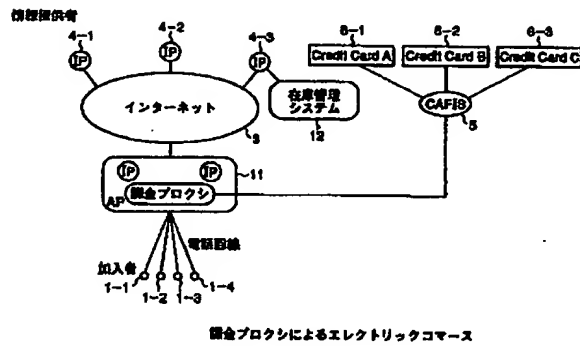 情報提供者
4-1
4-2
4-3
IP
IP
IP
6-1
6-2
6-3
Credit Card A
Credit Card B
Credit Card C
インターネット
3
在庫管理
システム
12
CAFIS
5
IP
IP
11
AP
課金プロクシ
電話回線
加入者
1-1
1-2
1-3
1-4
課金プロクシによるエレクトリックコマース